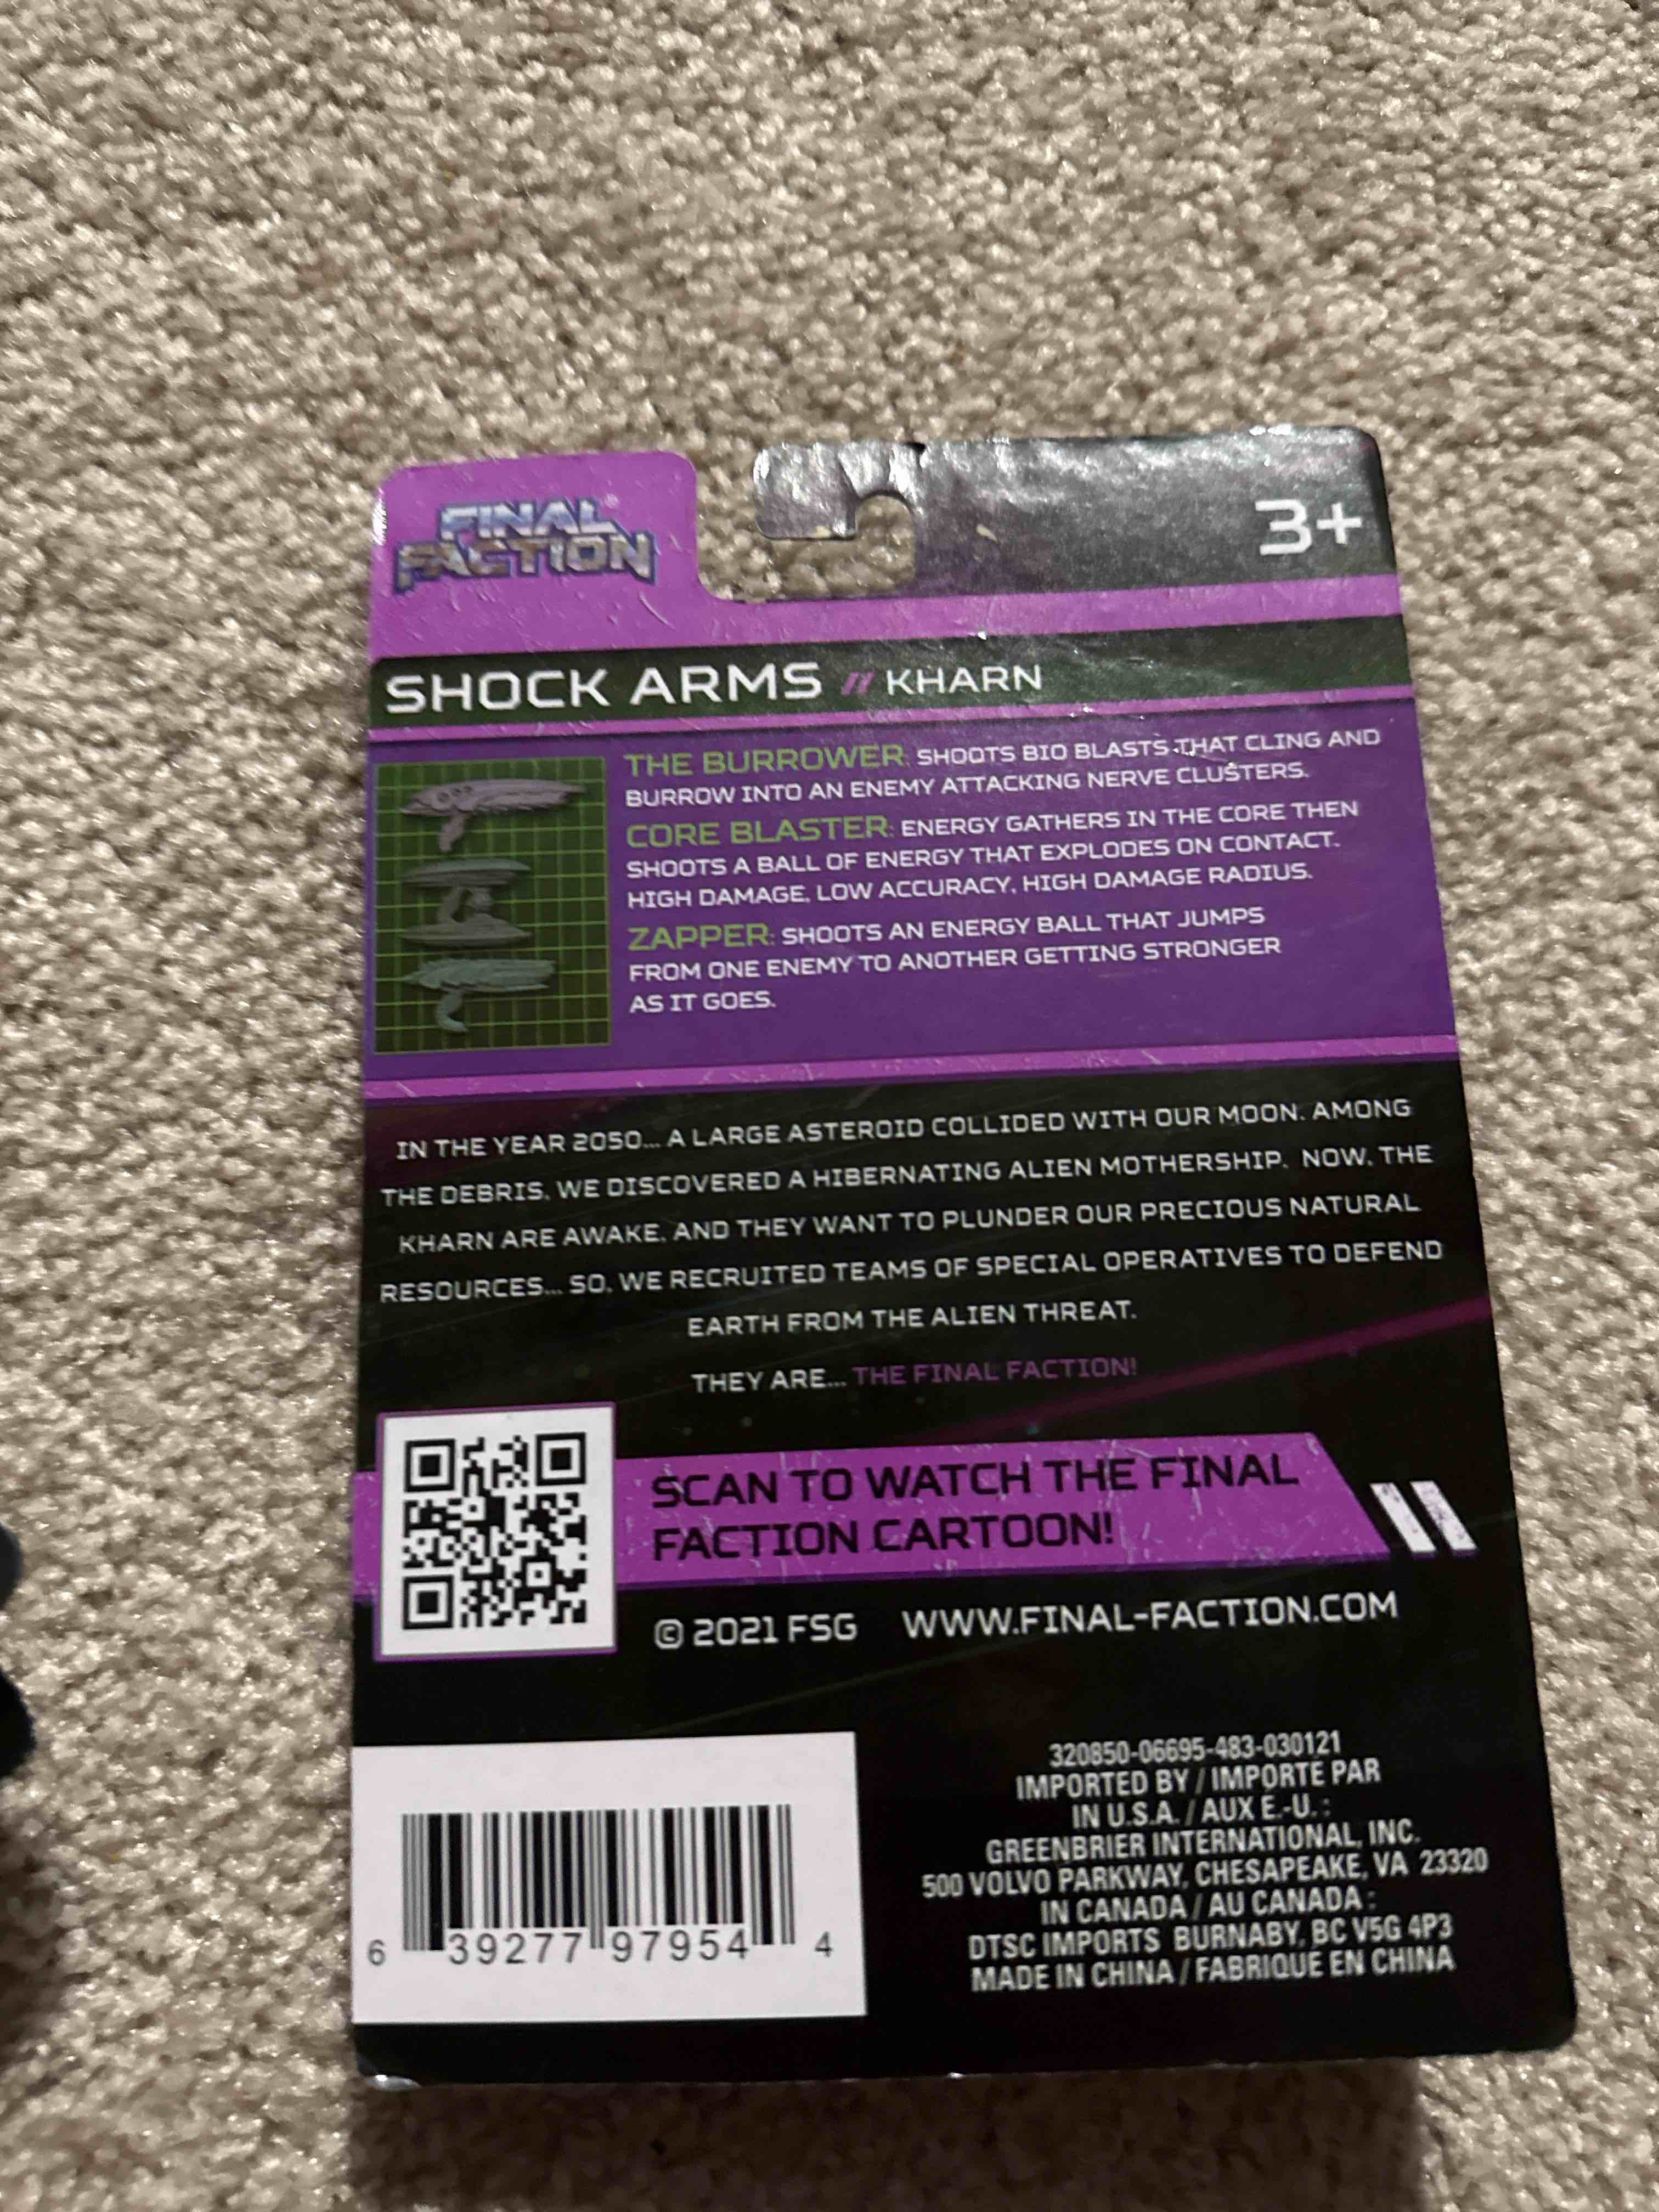 FINAL
FACTION®
3+
SHOCK ARMS // KHARN
THE BURROWER: SHOOTS BIO BLASTS THAT CLING AND
BURROW INTO AN ENEMY ATTACKING NERVE CLUSTERS.
CORE BLASTER: ENERGY GATHERS IN THE CORE THEN
SHOOTS A BALL OF ENERGY THAT EXPLODES ON CONTACT.
HIGH DAMAGE, LOW ACCURACY, HIGH DAMAGE RADIUS.
ZAPPER: SHOOTS AN ENERGY BALL THAT JUMPS
FROM ONE ENEMY TO ANOTHER GETTING STRONGER
AS IT GOES.
IN THE YEAR 2050... A LARGE ASTEROID COLLIDED WITH OUR MOON. AMONG
THE DEBRIS, WE DISCOVERED A HIBERNATING ALIEN MOTHERSHIP. NOW, THE
KHARN ARE AWAKE, AND THEY WANT TO PLUNDER OUR PRECIOUS NATURAL
RESOURCES... SO, WE RECRUITED TEAMS OF SPECIAL OPERATIVES TO DEFEND
EARTH FROM THE ALIEN THREAT.
THEY ARE... THE FINAL FACTION!
SCAN TO WATCH THE FINAL
FACTION CARTOON!
© 2021 FSG WWW.FINAL-FACTION.COM
320850-06695-483-030121
IMPORTED BY / IMPORTE PAR
IN U.S.A. / AUX E.-U. :
GREENBRIER INTERNATIONAL, INC.
500 VOLVO PARKWAY, CHESAPEAKE, VA 23320
IN CANADA / AU CANADA :
DTSC IMPORTS BURNABY, BC V5G 4P3
MADE IN CHINA / FABRIQUE EN CHINA
6 39277 97954 4